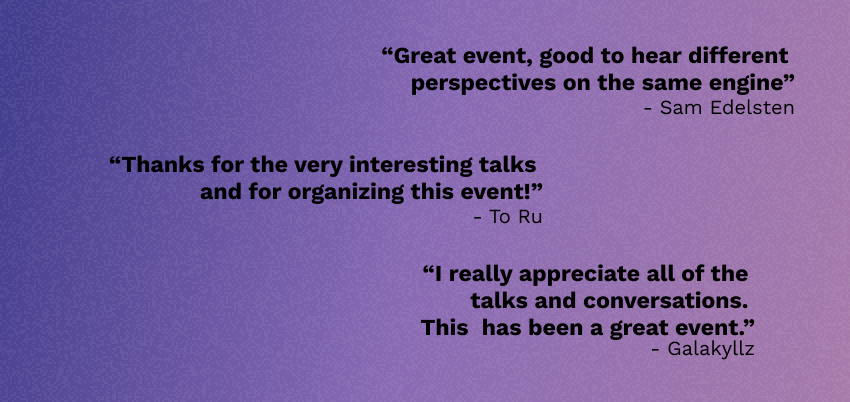 “Great event, good to hear different
perspectives on the same engine”
- Sam Edelsten
“Thanks for the very interesting talks
and for organizing this event!”
- To Ru
“I really appreciate all of the
talks and conversations.
This  has been a great event.”
- Galakyllz